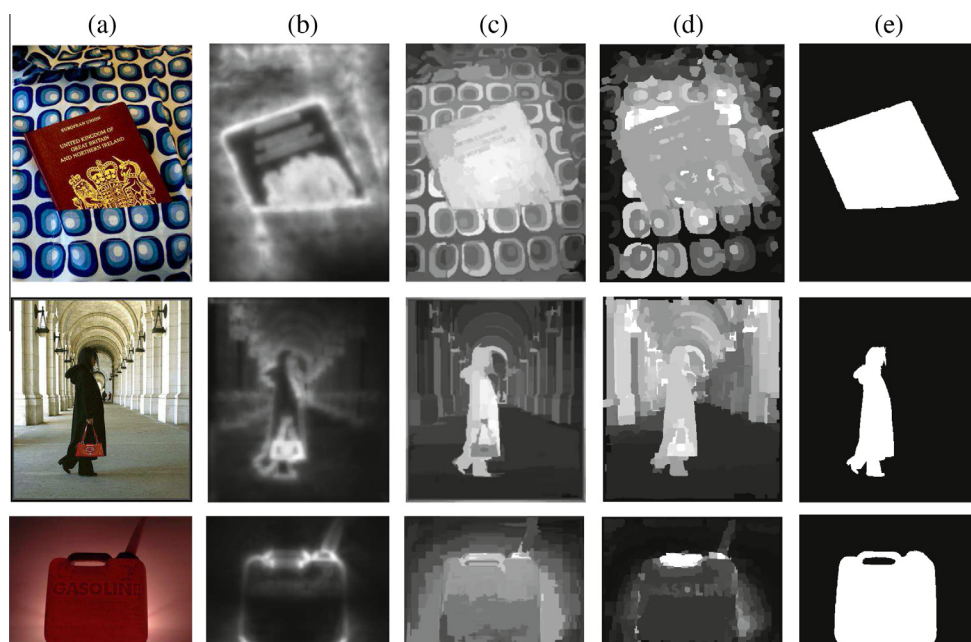 (a) (b) (c) (d) (e)
EUROPEAN UNION
UNITED KINGDOM OF
GREAT BRITAIN
AND NORTHERN IRELAND
GASOLINE